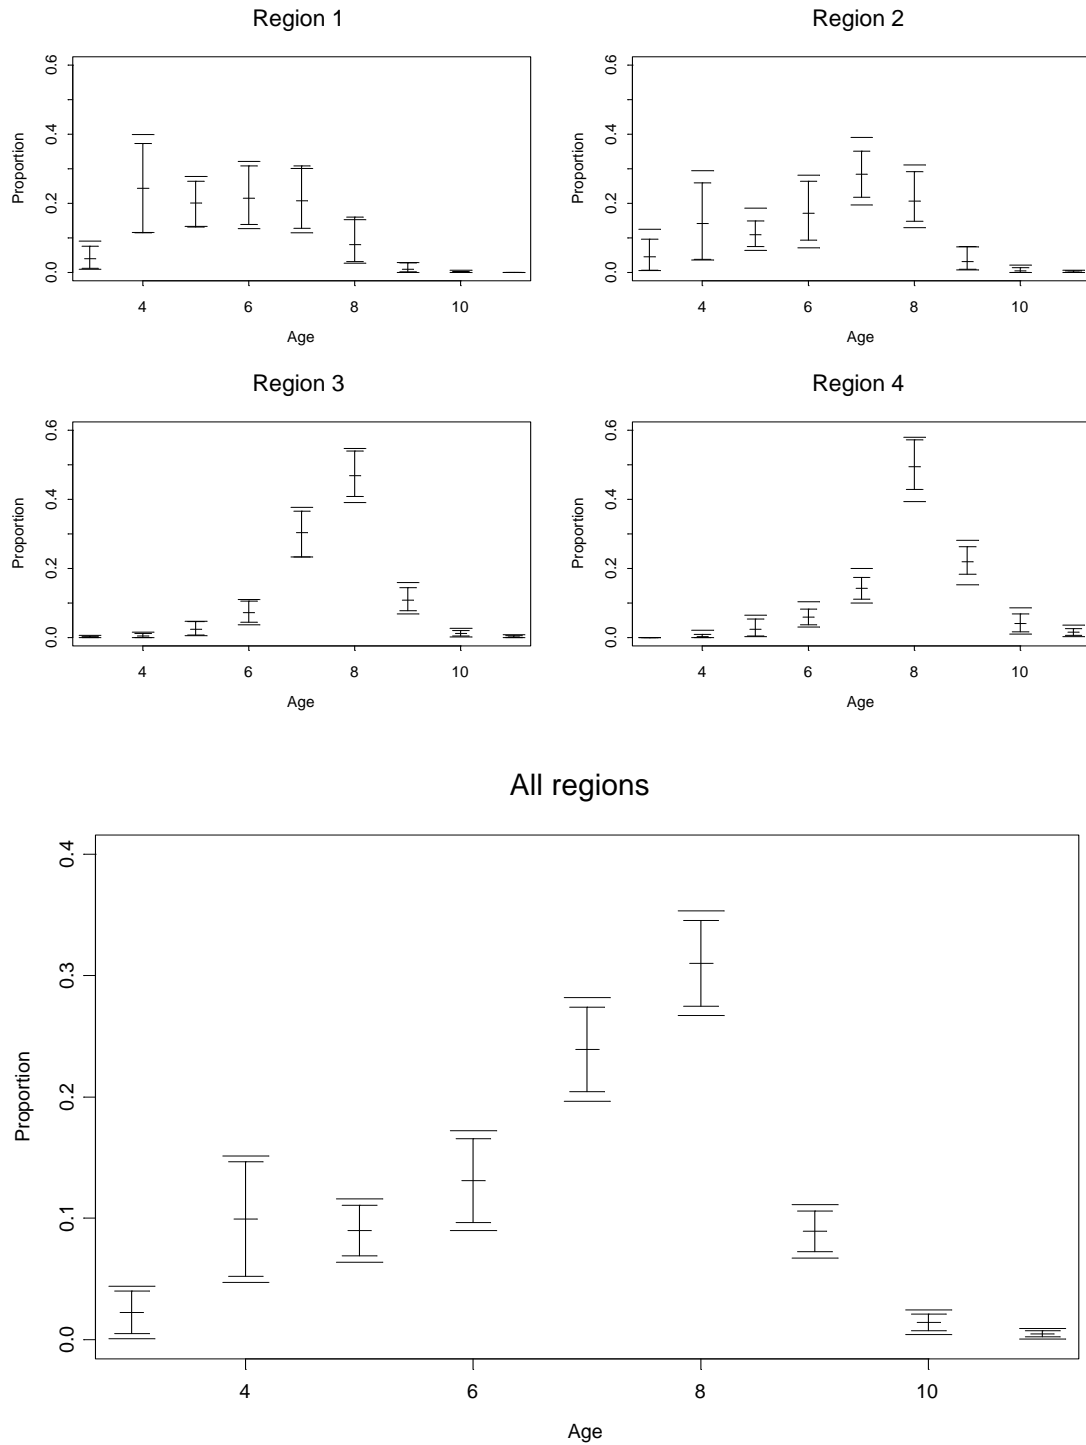 Region 1
Proportion
0.0 0.2 0.4 0.6
4 6 8 10
Age
Region 2
Proportion
0.0 0.2 0.4 0.6
4 6 8 10
Age
Region 3
Proportion
0.0 0.2 0.4 0.6
4 6 8 10
Age
Region 4
Proportion
0.0 0.2 0.4 0.6
4 6 8 10
Age
All regions
Proportion
0.0 0.1 0.2 0.3 0.4
4 6 8 10
Age